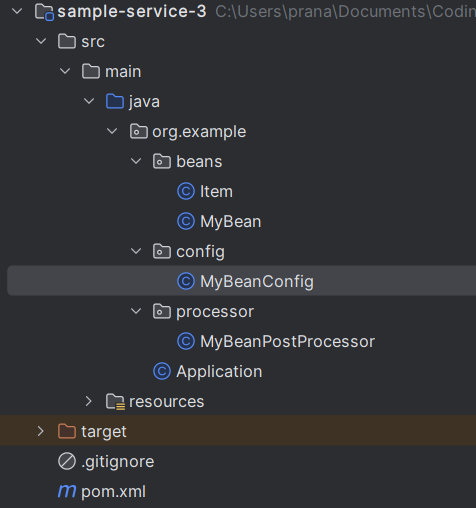 sample-service-3 C:\Users\prana\Documents\Codin
src
main
java
org.example
beans
C Item
C MyBean
config
C MyBeanConfig
processor
C MyBeanPostProcessor
C Application
resources
target
.gitignore
m pom.xml